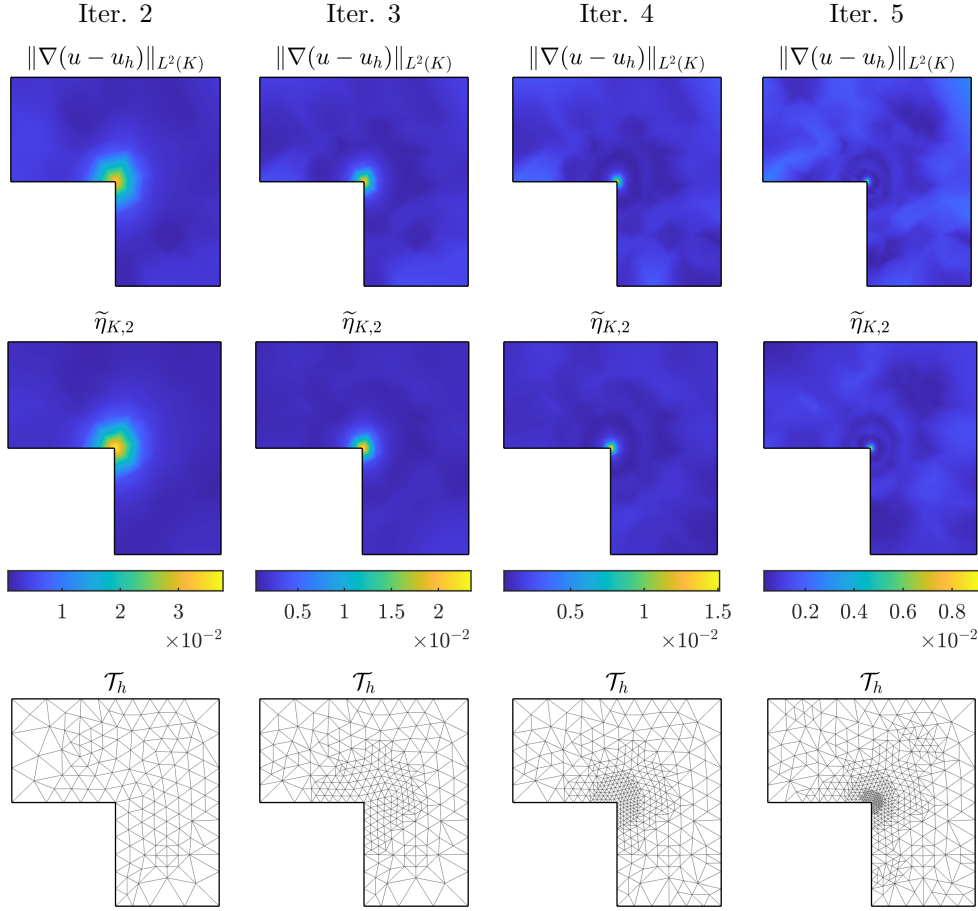 Iter. 2 Iter. 3 Iter. 4 Iter. 5
‖∇(u − u_h)‖_{L²(K)} ‖∇(u − u_h)‖_{L²(K)} ‖∇(u − u_h)‖_{L²(K)} ‖∇(u − u_h)‖_{L²(K)}
η̃_{K,2} η̃_{K,2} η̃_{K,2} η̃_{K,2}
1 2 3 0.5 1 1.5 2 0.5 1 1.5 0.2 0.4 0.6 0.8
×10⁻² ×10⁻² ×10⁻² ×10⁻²
𝒯_h 𝒯_h 𝒯_h 𝒯_h